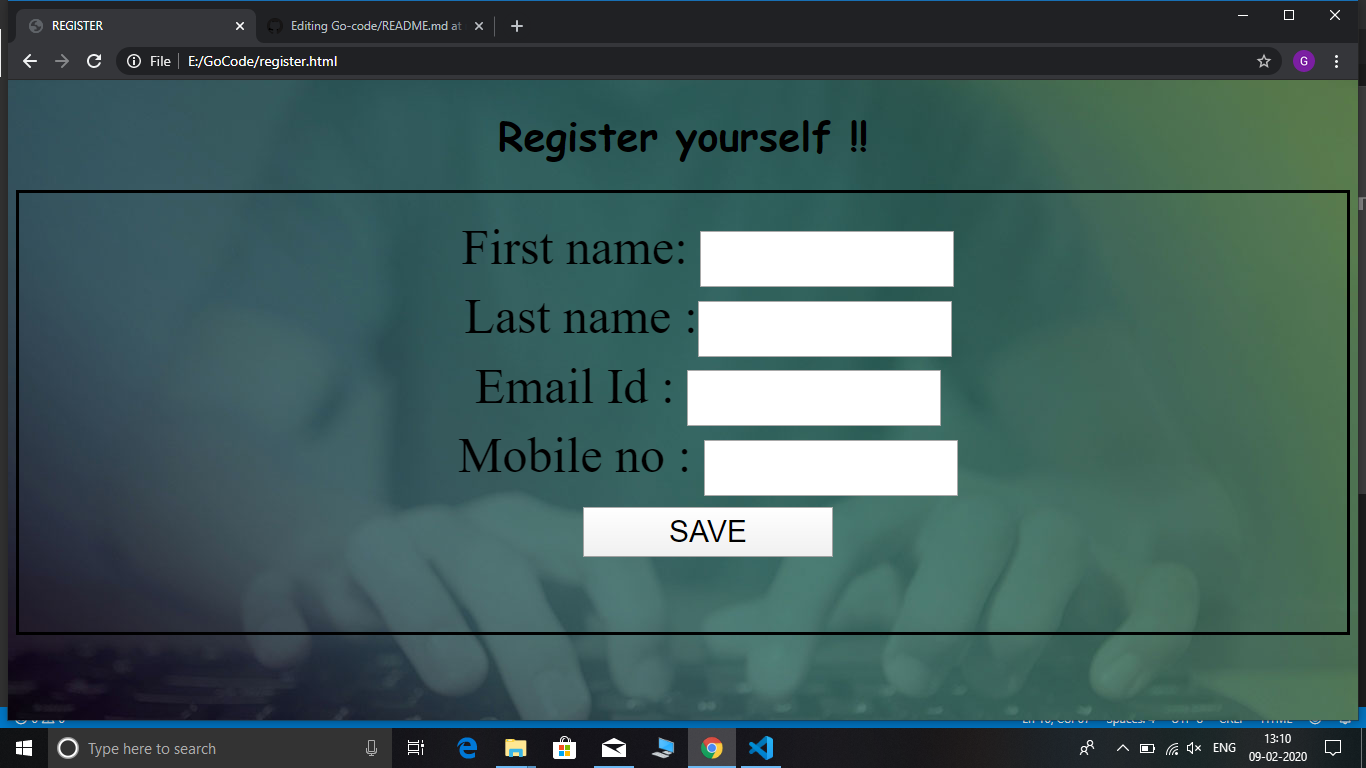 REGISTER
Editing Go-code/README.md at
File E:/GoCode/register.html
G
Register yourself !!
First name:
Last name :
Email Id :
Mobile no :
SAVE
Type here to search
ENG
13:10
09-02-2020